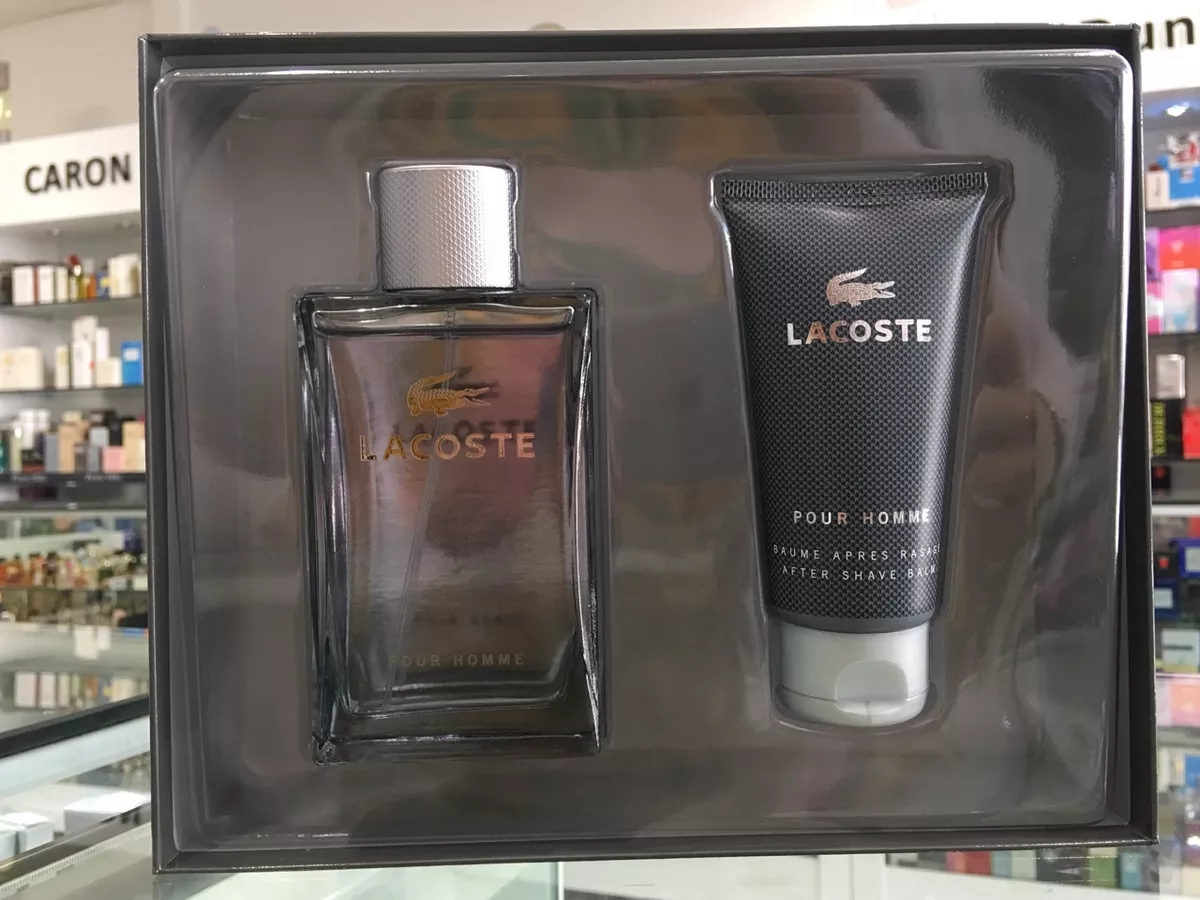 CARON
LACOSTE
POUR HOMME
LACOSTE
POUR HOMME
BAUME APRES RASAGE
AFTER SHAVE BALM